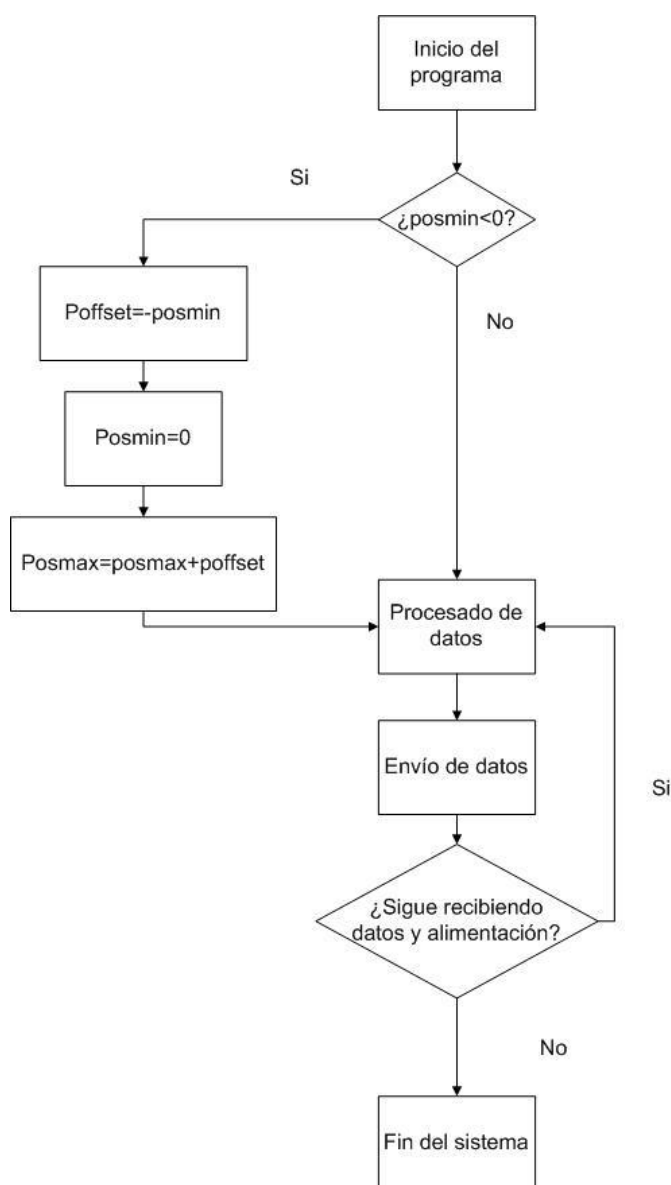 Inicio del
programa
Si
¿posmin<0?
Poffset=-posmin
No
Posmin=0
Posmax=posmax+poffset
Procesado de
datos
Envío de datos
Si
¿Sigue recibiendo
datos y alimentación?
No
Fin del sistema